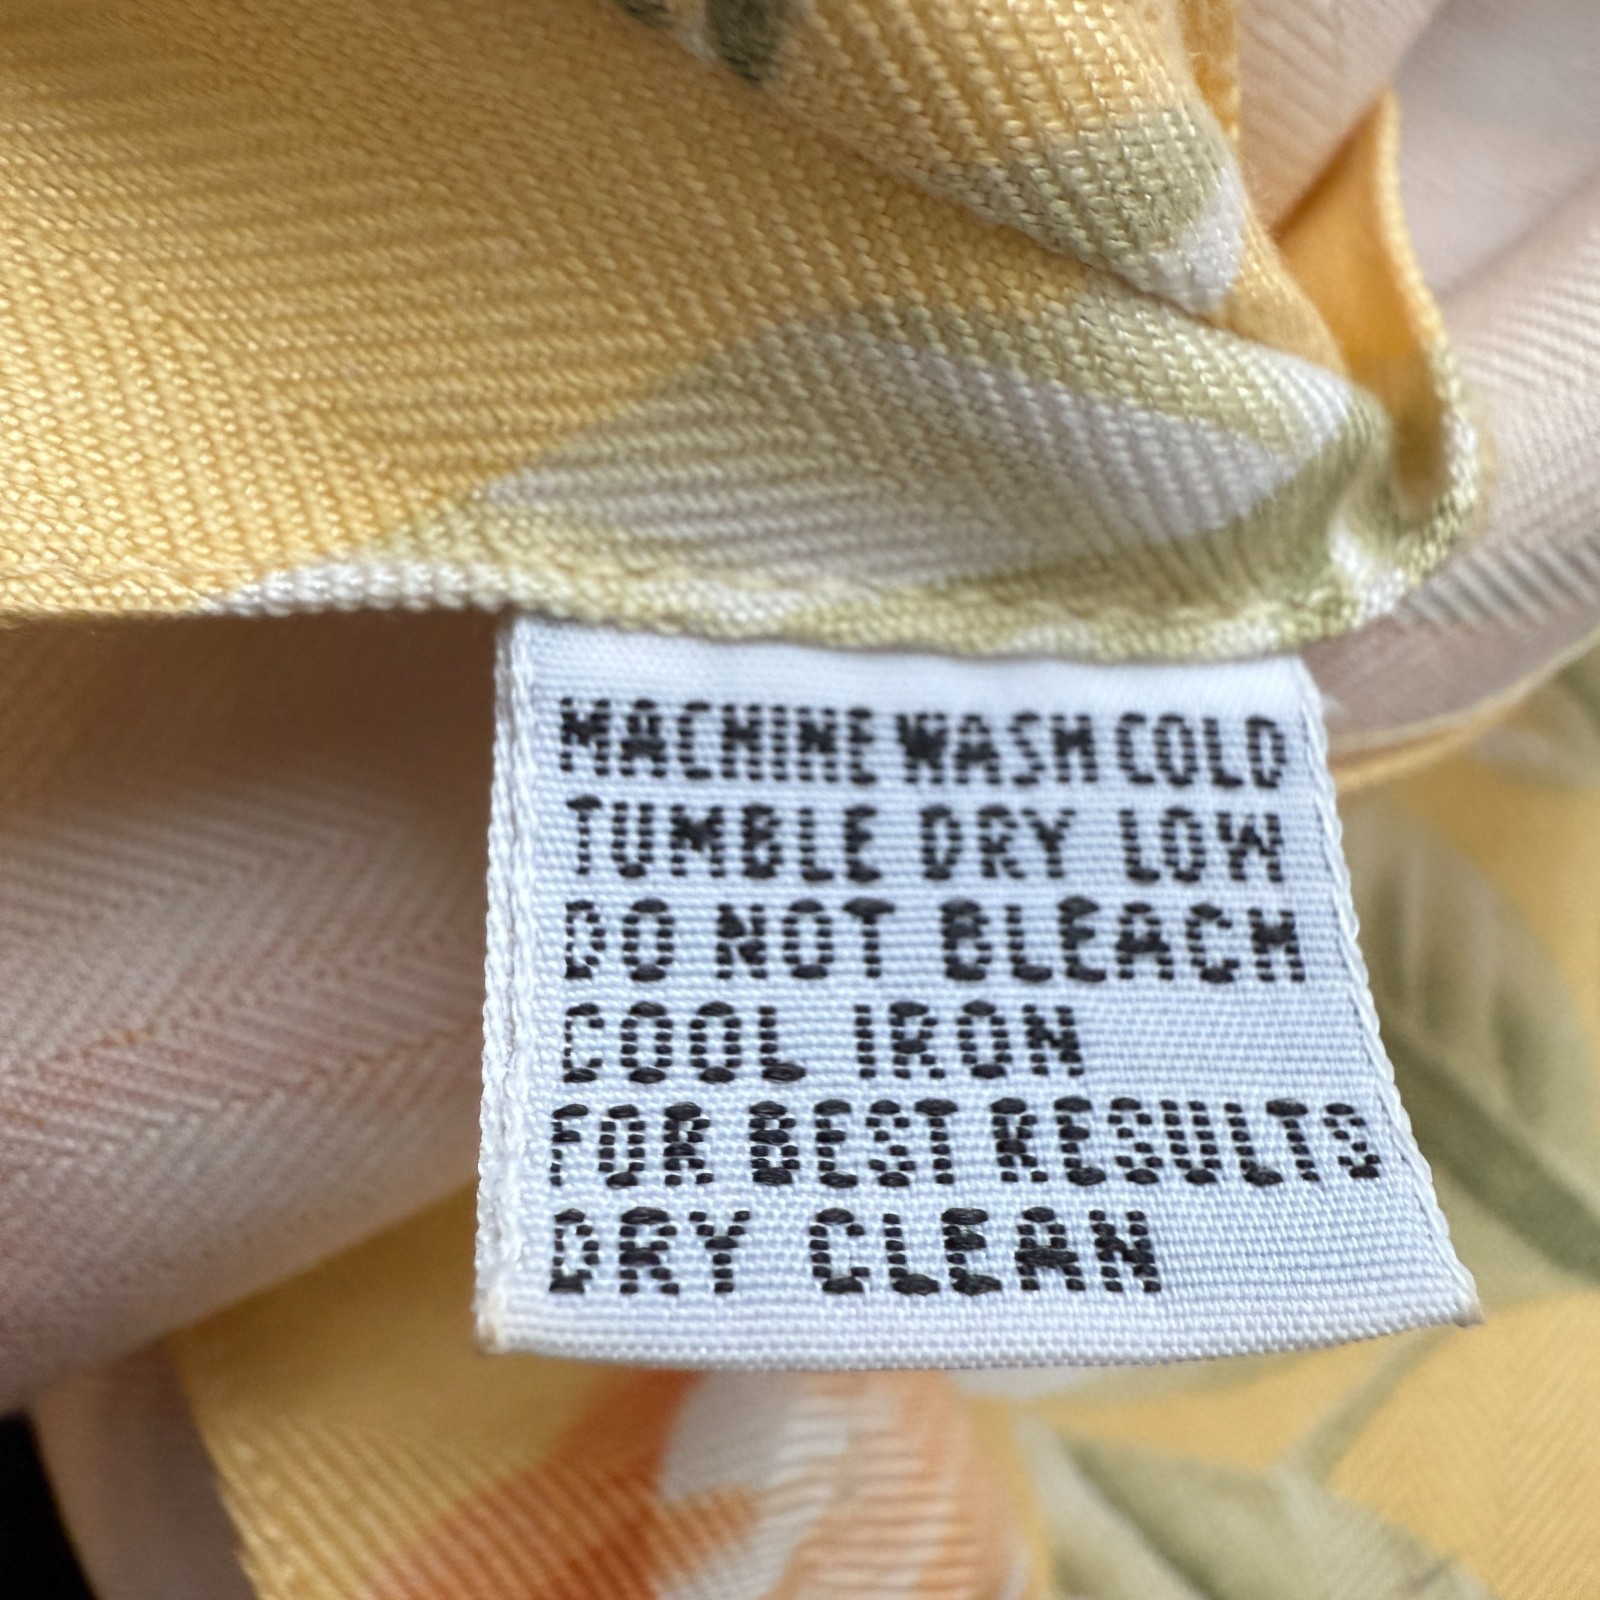 MACHINE WASH COLD
TUMBLE DRY LOW
DO NOT BLEACH
COOL IRON
FOR BEST RESULTS
DRY CLEAN